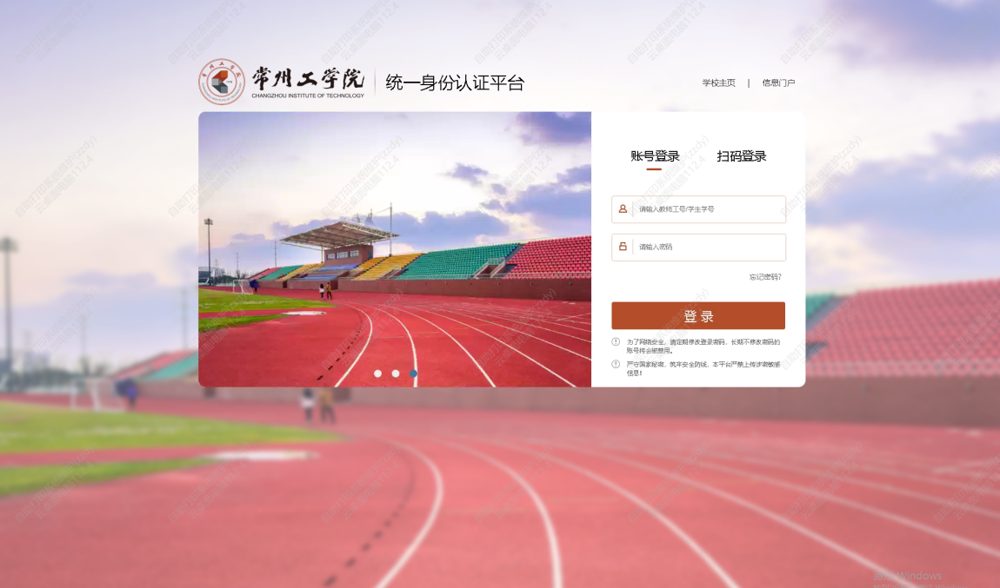 常州工学院
CHANGZHOU INSTITUTE OF TECHNOLOGY
统一身份认证平台
学校主页 | 信息门户
账号登录 扫码登录
请输入教师工号/学生学号
请输入密码
忘记密码?
登录
为了网络安全，请定期修改登录密码，长期不修改密码的
账号将会被禁用。
严守国家秘密，筑牢安全防线，本平台严禁上传涉密敏感
信息！
Windows